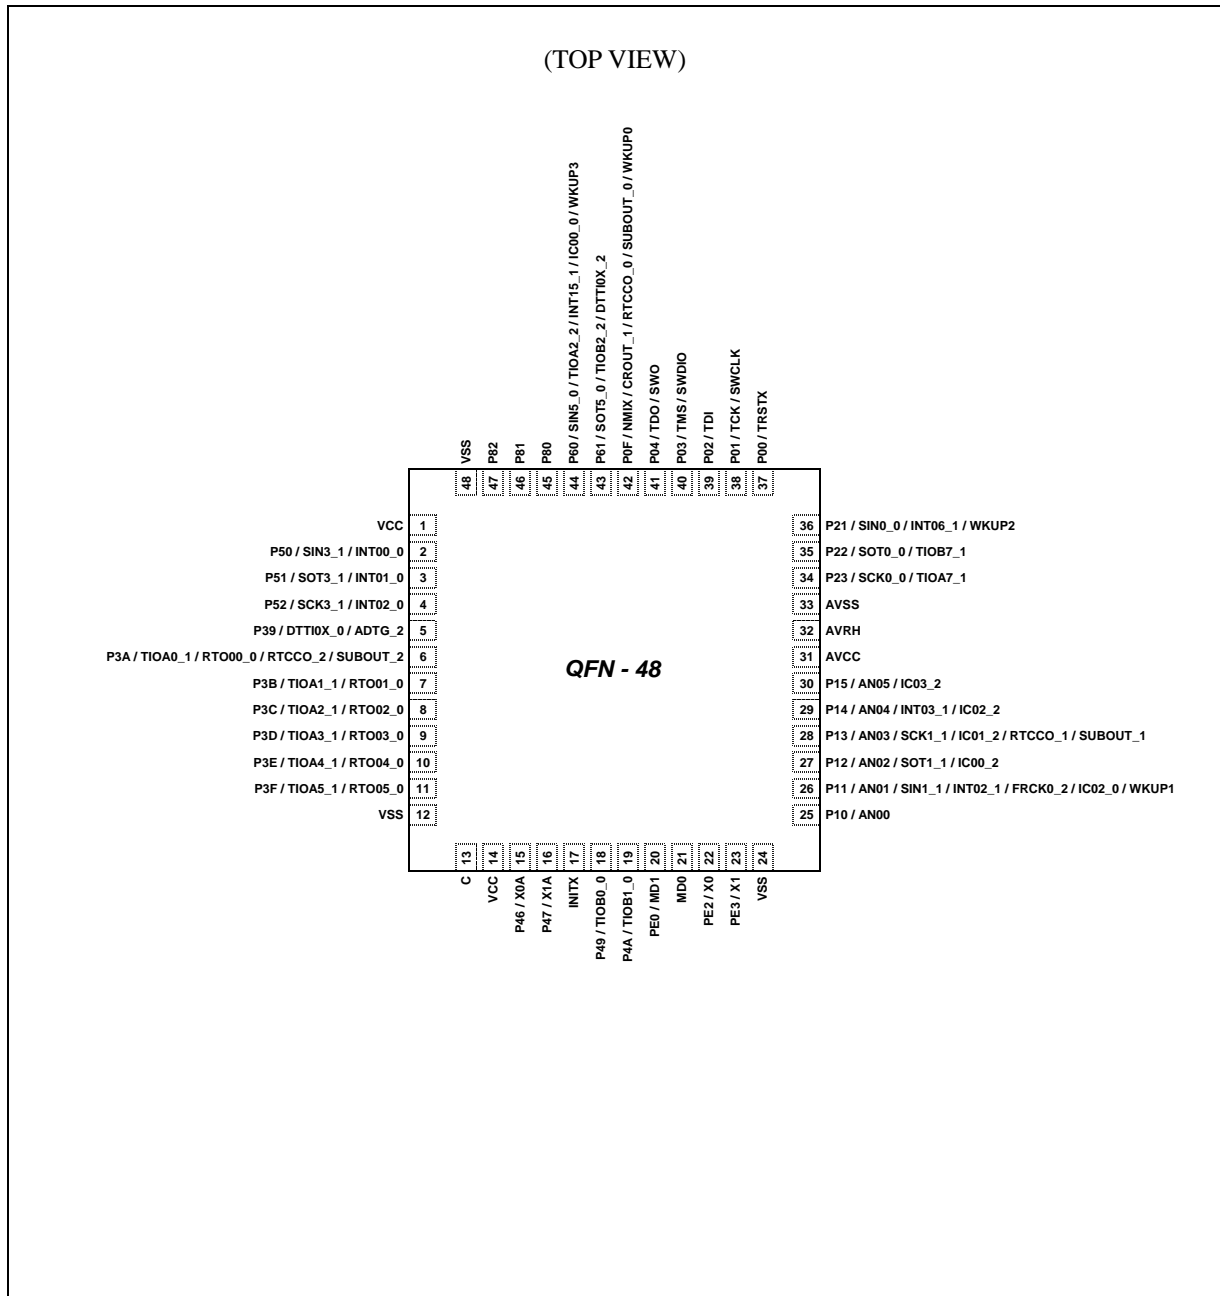 (TOP VIEW)
VSS
P82
P81
P80
P60 / SIN5_0 / TIOA2_2 / INT15_1 / IC00_0 / WKUP3
P61 / SOT5_0 / TIOB2_2 / DTTI0X_2
P0F / NMIX / CROUT_1 / RTCCO_0 / SUBOUT_0 / WKUP0
P04 / TDO / SWO
P03 / TMS / SWDIO
P02 / TDI
P01 / TCK / SWCLK
P00 / TRSTX
48
47
46
45
44
43
42
41
40
39
38
37
VCC 1
P50 / SIN3_1 / INT00_0 2
P51 / SOT3_1 / INT01_0 3
P52 / SCK3_1 / INT02_0 4
P39 / DTTI0X_0 / ADTG_2 5
P3A / TIOA0_1 / RTO00_0 / RTCCO_2 / SUBOUT_2 6
P3B / TIOA1_1 / RTO01_0 7
P3C / TIOA2_1 / RTO02_0 8
P3D / TIOA3_1 / RTO03_0 9
P3E / TIOA4_1 / RTO04_0 10
P3F / TIOA5_1 / RTO05_0 11
VSS 12
QFN - 48
36 P21 / SIN0_0 / INT06_1 / WKUP2
35 P22 / SOT0_0 / TIOB7_1
34 P23 / SCK0_0 / TIOA7_1
33 AVSS
32 AVRH
31 AVCC
30 P15 / AN05 / IC03_2
29 P14 / AN04 / INT03_1 / IC02_2
28 P13 / AN03 / SCK1_1 / IC01_2 / RTCCO_1 / SUBOUT_1
27 P12 / AN02 / SOT1_1 / IC00_2
26 P11 / AN01 / SIN1_1 / INT02_1 / FRCK0_2 / IC02_0 / WKUP1
25 P10 / AN00
13
14
15
16
17
18
19
20
21
22
23
24
C
VCC
P46 / X0A
P47 / X1A
INITX
P49 / TIOB0_0
P4A / TIOB1_0
PE0 / MD1
MD0
PE2 / X0
PE3 / X1
VSS